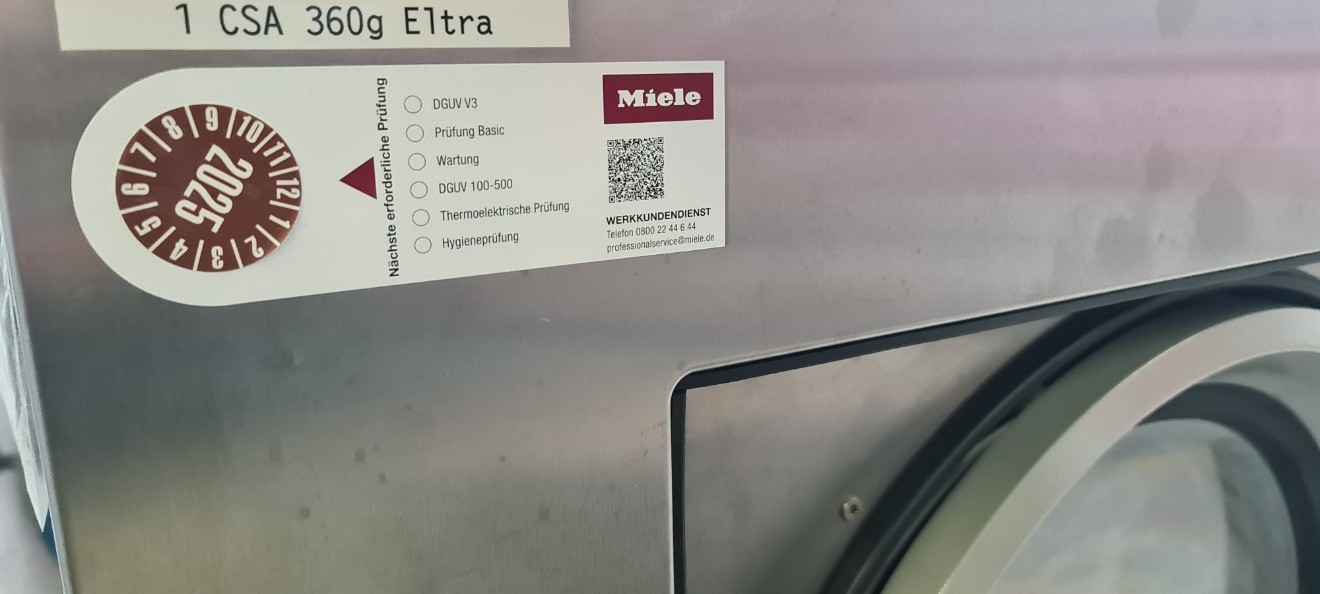 1 CSA 360g Eltra
1 2 3 4 5 6 7 8 9 10 11 12
2025
Nächste erforderliche Prüfung
DGUV V3
Prüfung Basic
Wartung
DGUV 100-500
Thermoelektrische Prüfung
Hygieneprüfung
Miele
WERKKUNDENDIENST
Telefon 0800 22 44 6 44
professionalservice@miele.de